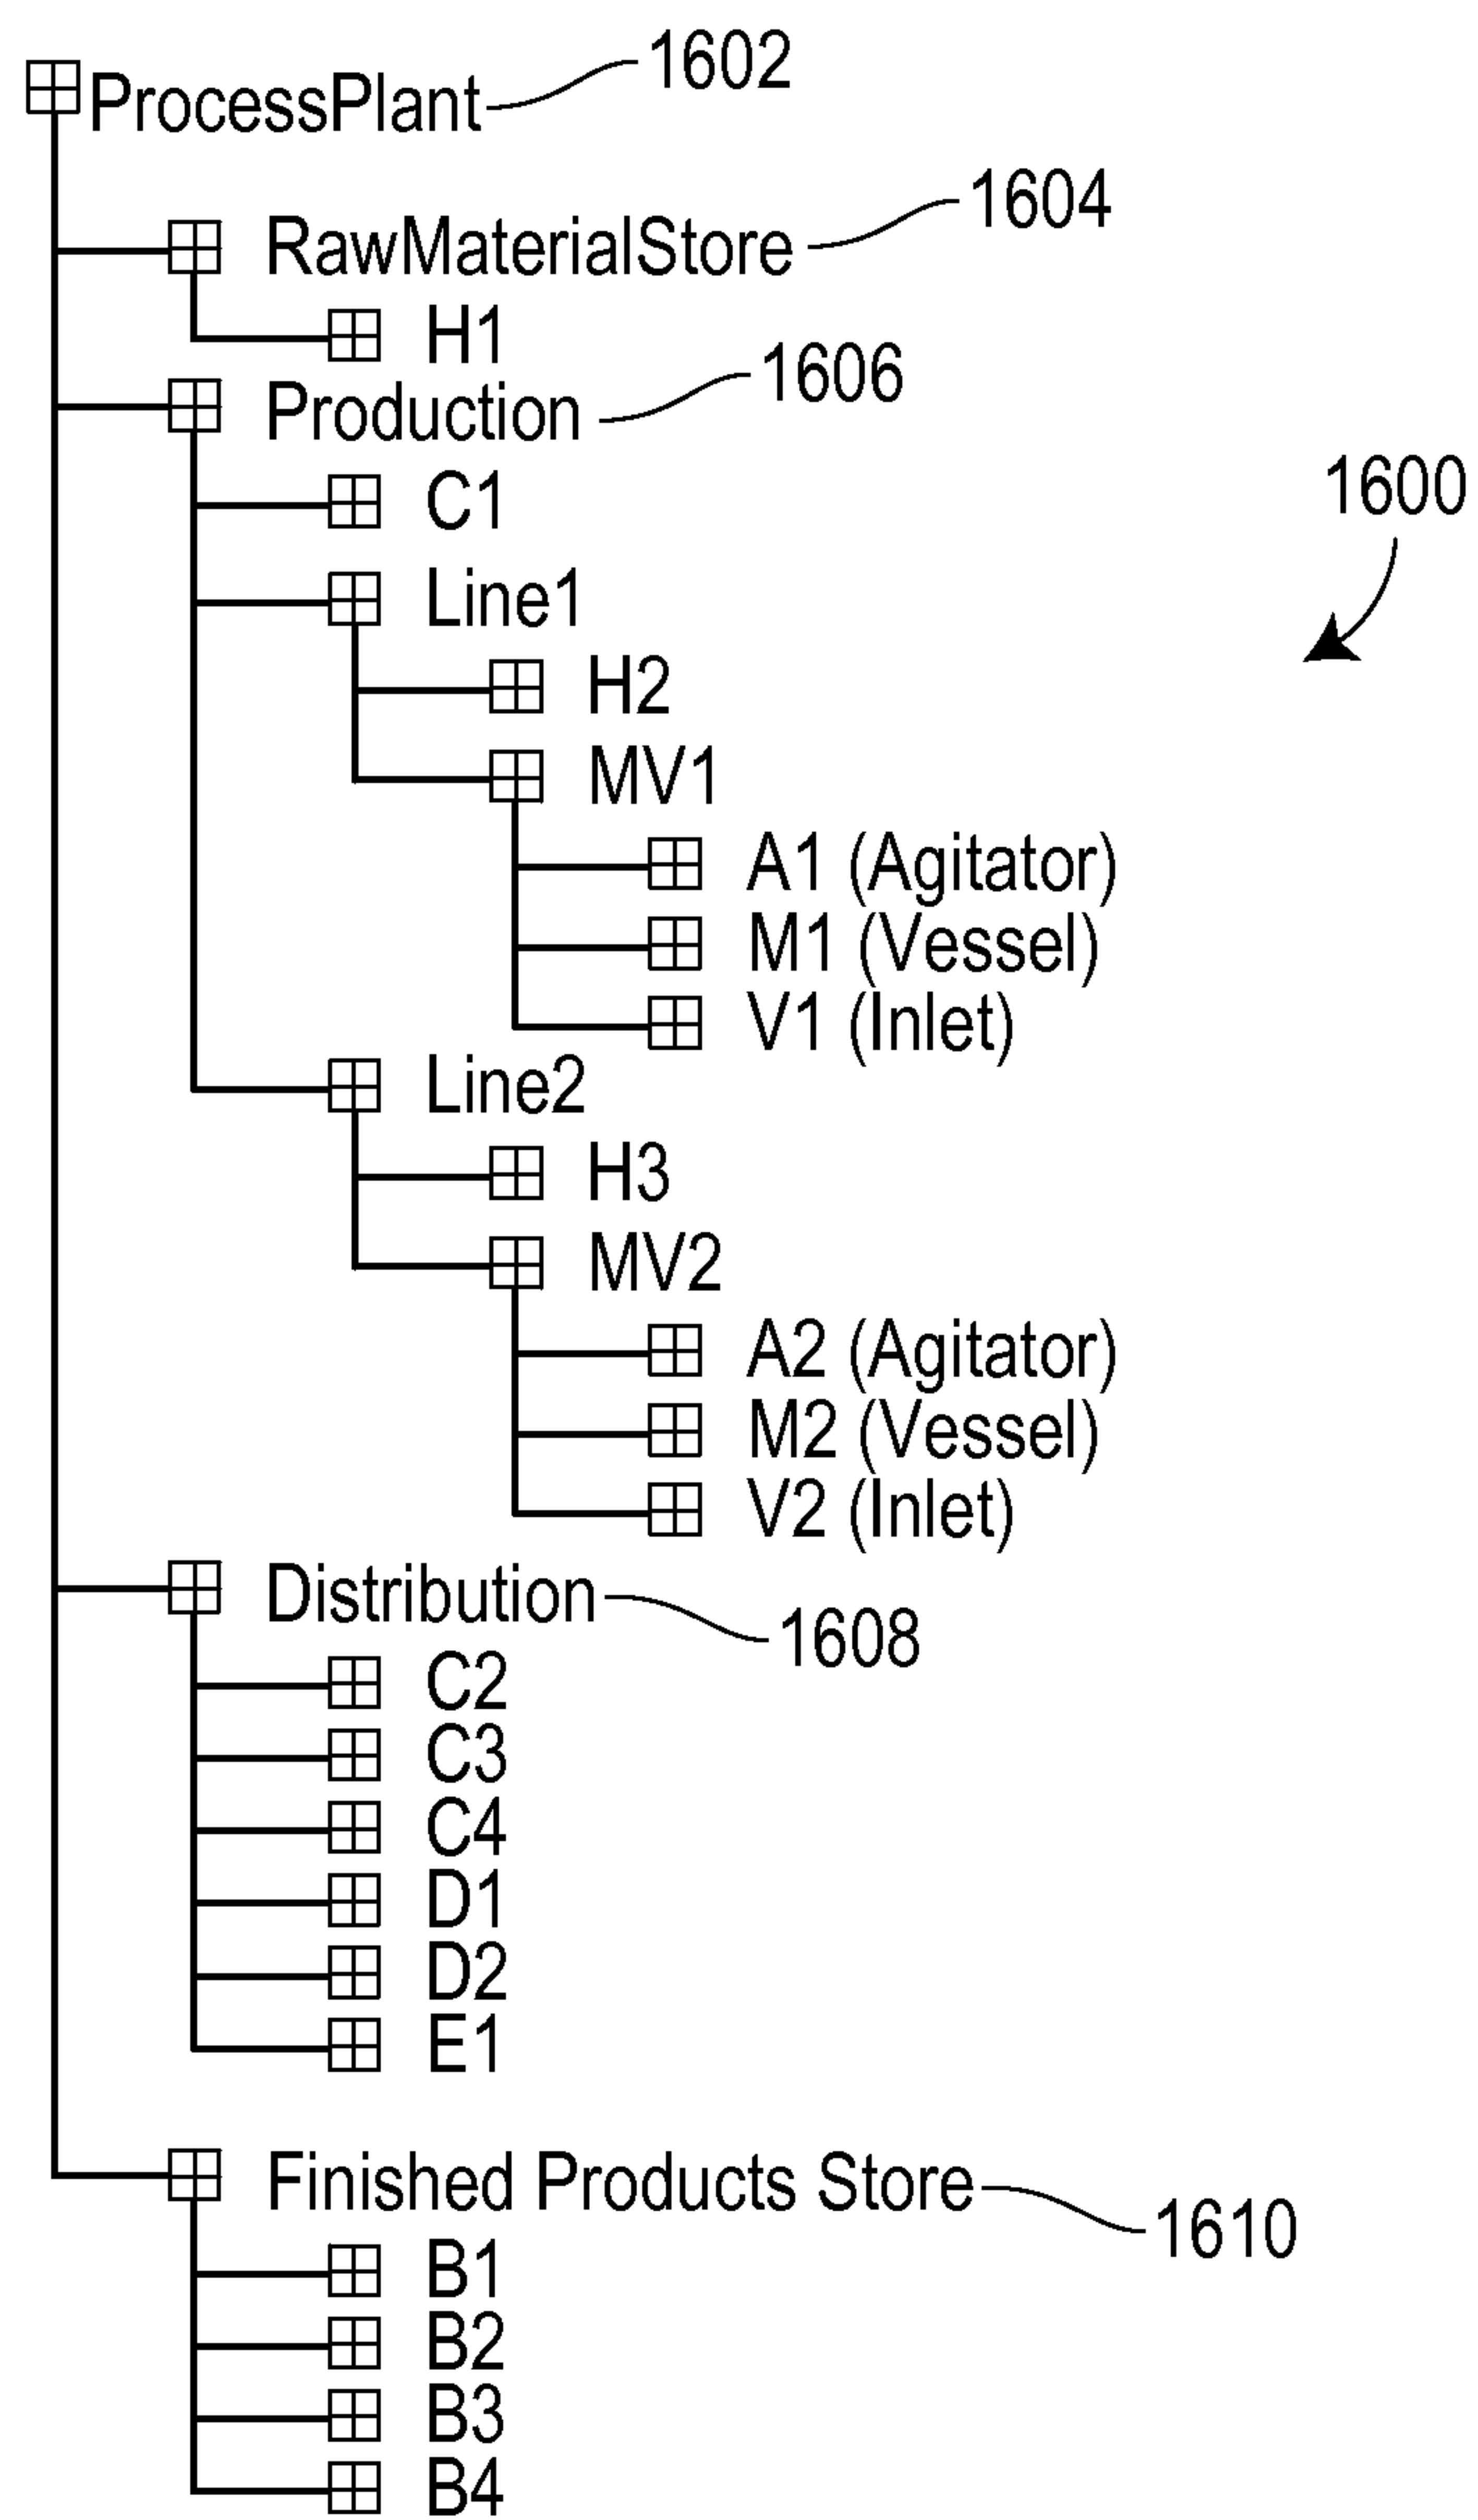 ProcessPlant 1602
RawMaterialStore 1604
H1
Production 1606
C1
1600
Line1
H2
MV1
A1 (Agitator)
M1 (Vessel)
V1 (Inlet)
Line2
H3
MV2
A2 (Agitator)
M2 (Vessel)
V2 (Inlet)
Distribution 1608
C2
C3
C4
D1
D2
E1
Finished Products Store 1610
B1
B2
B3
B4